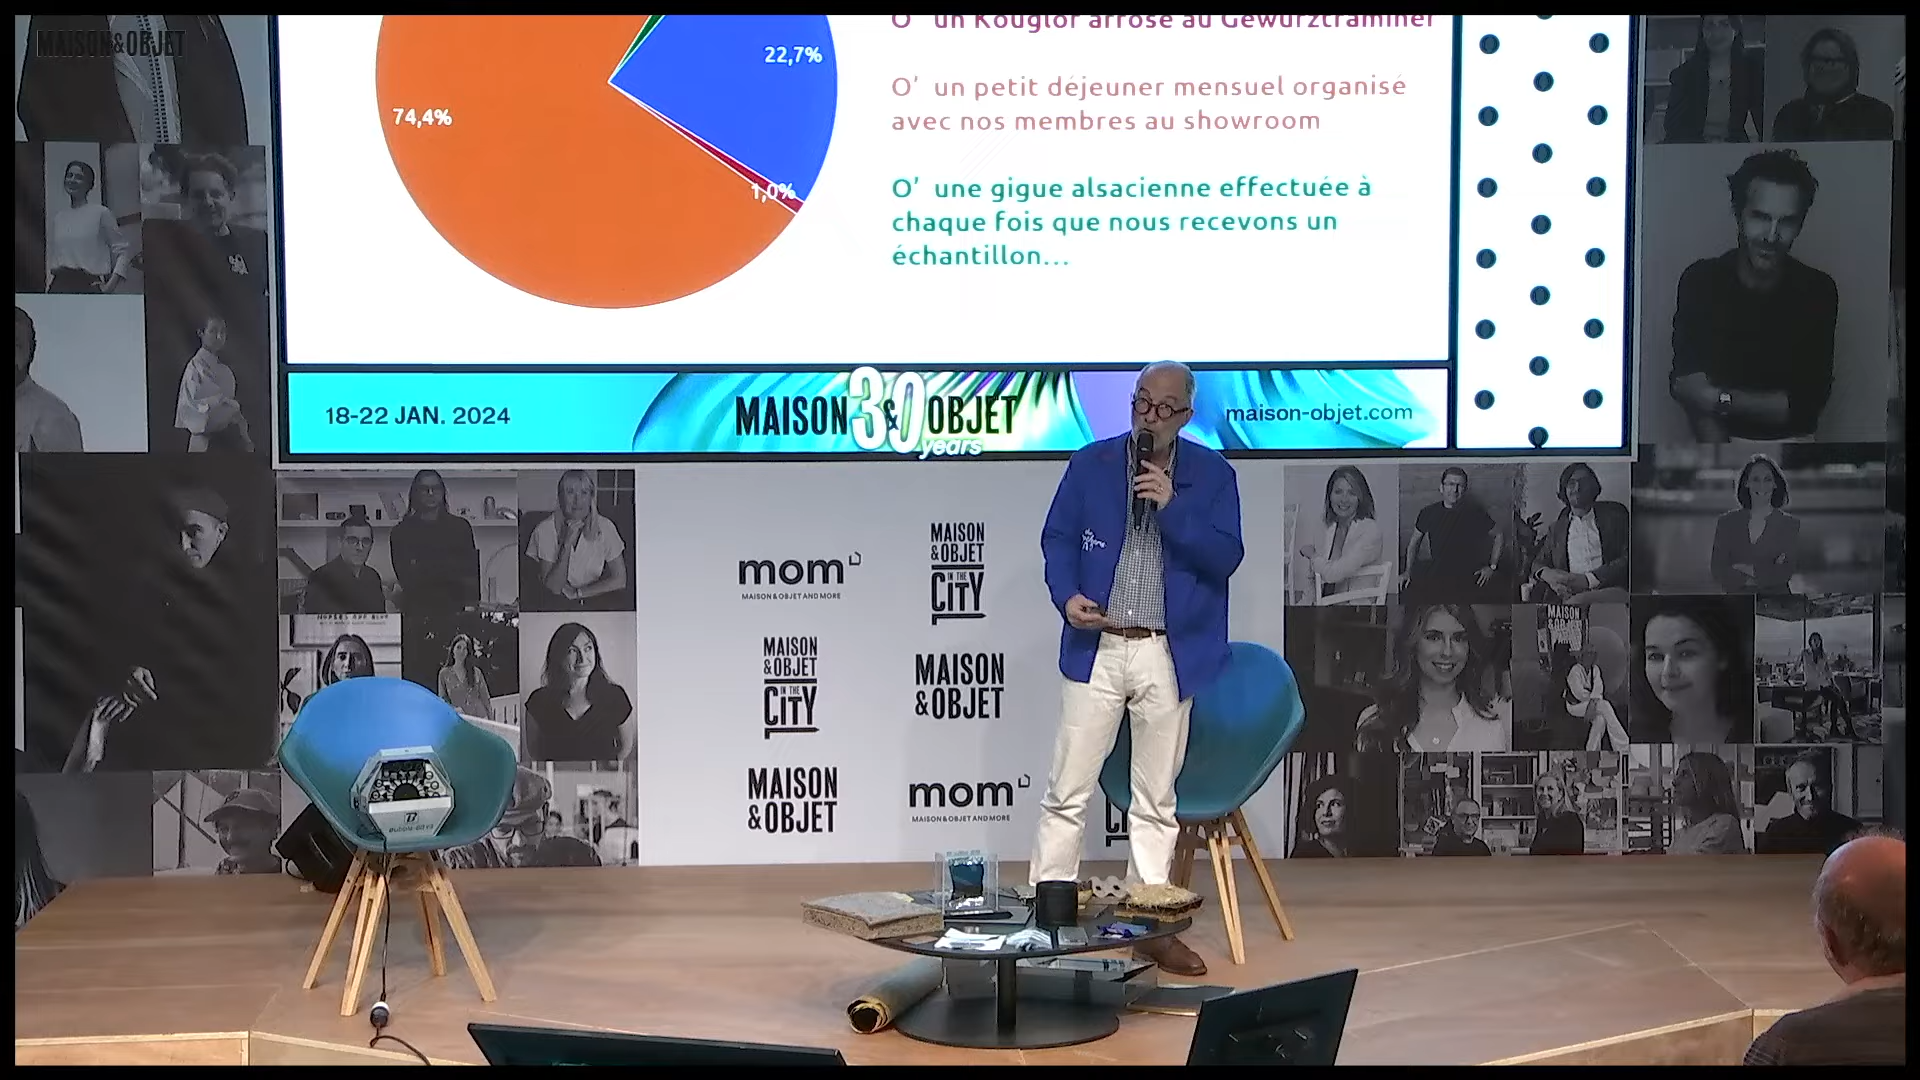 MAISON&OBJET
O' un Kouglof arrosé au Gewurztraminer
22,7%
74,4%
O' un petit déjeuner mensuel organisé
avec nos membres au showroom
1,0%
O' une gigue alsacienne effectuée à
chaque fois que nous recevons un
échantillon...
18-22 JAN. 2024
MAISON & OBJET
30
years
maison-objet.com
mom
MAISON&OBJET AND MORE
MAISON
&OBJET
IN THE
CITY
MAISON
&OBJET
IN THE
CITY
MAISON
&OBJET
MAISON
&OBJET
mom
MAISON&OBJET AND MORE
MAISON
&OBJET